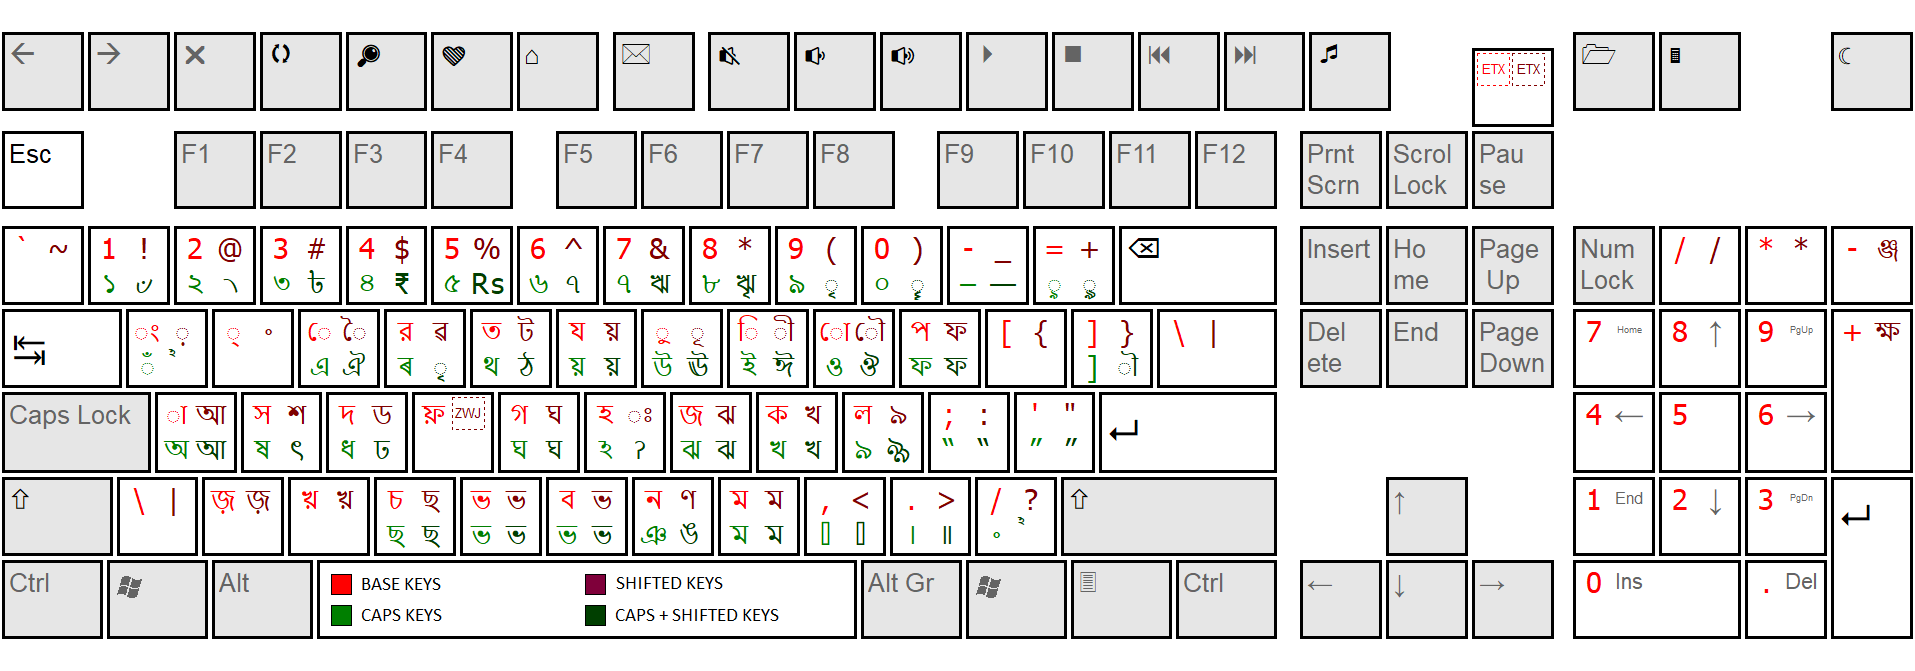 ETX ETX
Esc F1 F2 F3 F4 F5 F6 F7 F8 F9 F10 F11 F12 Prnt Scrn Scrol Lock Pau se
` ~ 1 ! 2 @ 3 # 4 $ 5 % 6 ^ 7 & 8 * 9 ( 0 ) - _ = +
১ ৴ ২ ৲ ৩ ৳ ৪ ₹ ৫ Rs ৬ ৭ ৭ ঋ ৮ ৠ ৯ ৃ ০ ৄ – — ৢ ৣ
Insert Ho me Page Up Num Lock / / * * - ঞ্জ
ং ় ্ ° ে ৈ র ৱ ত ট য য় ু ূ ি ী ো ৌ প ফ [ { ] } \ |
ঁ এ ঐ ৰ ৃ থ ঠ য় য় উ ঊ ই ঈ ও ঔ ফ ফ ] ৗ
Del ete End Page Down 7 Home 8 ↑ 9 PgUp + ক্ষ
Caps Lock া আ স শ দ ড ফ় ZWJ গ ঘ হ ঃ জ ঝ ক খ ল ঌ ; : ' "
অ আ ষ ৎ ধ ঢ ঘ ঘ ঽ ? ঝ ঝ খ খ ঌ ৡ “ “ ” ”
4 ← 5 6 →
\ | জ় জ় খ় খ় চ ছ ভ ভ ব ভ ন ণ ম ম , < . > / ?
ছ ছ ভ ভ ভ ভ ঞ ঙ ম ম । ॥ °
1 End 2 ↓ 3 PgDn
Ctrl Alt BASE KEYS SHIFTED KEYS Alt Gr Ctrl 0 Ins . Del
CAPS KEYS CAPS + SHIFTED KEYS